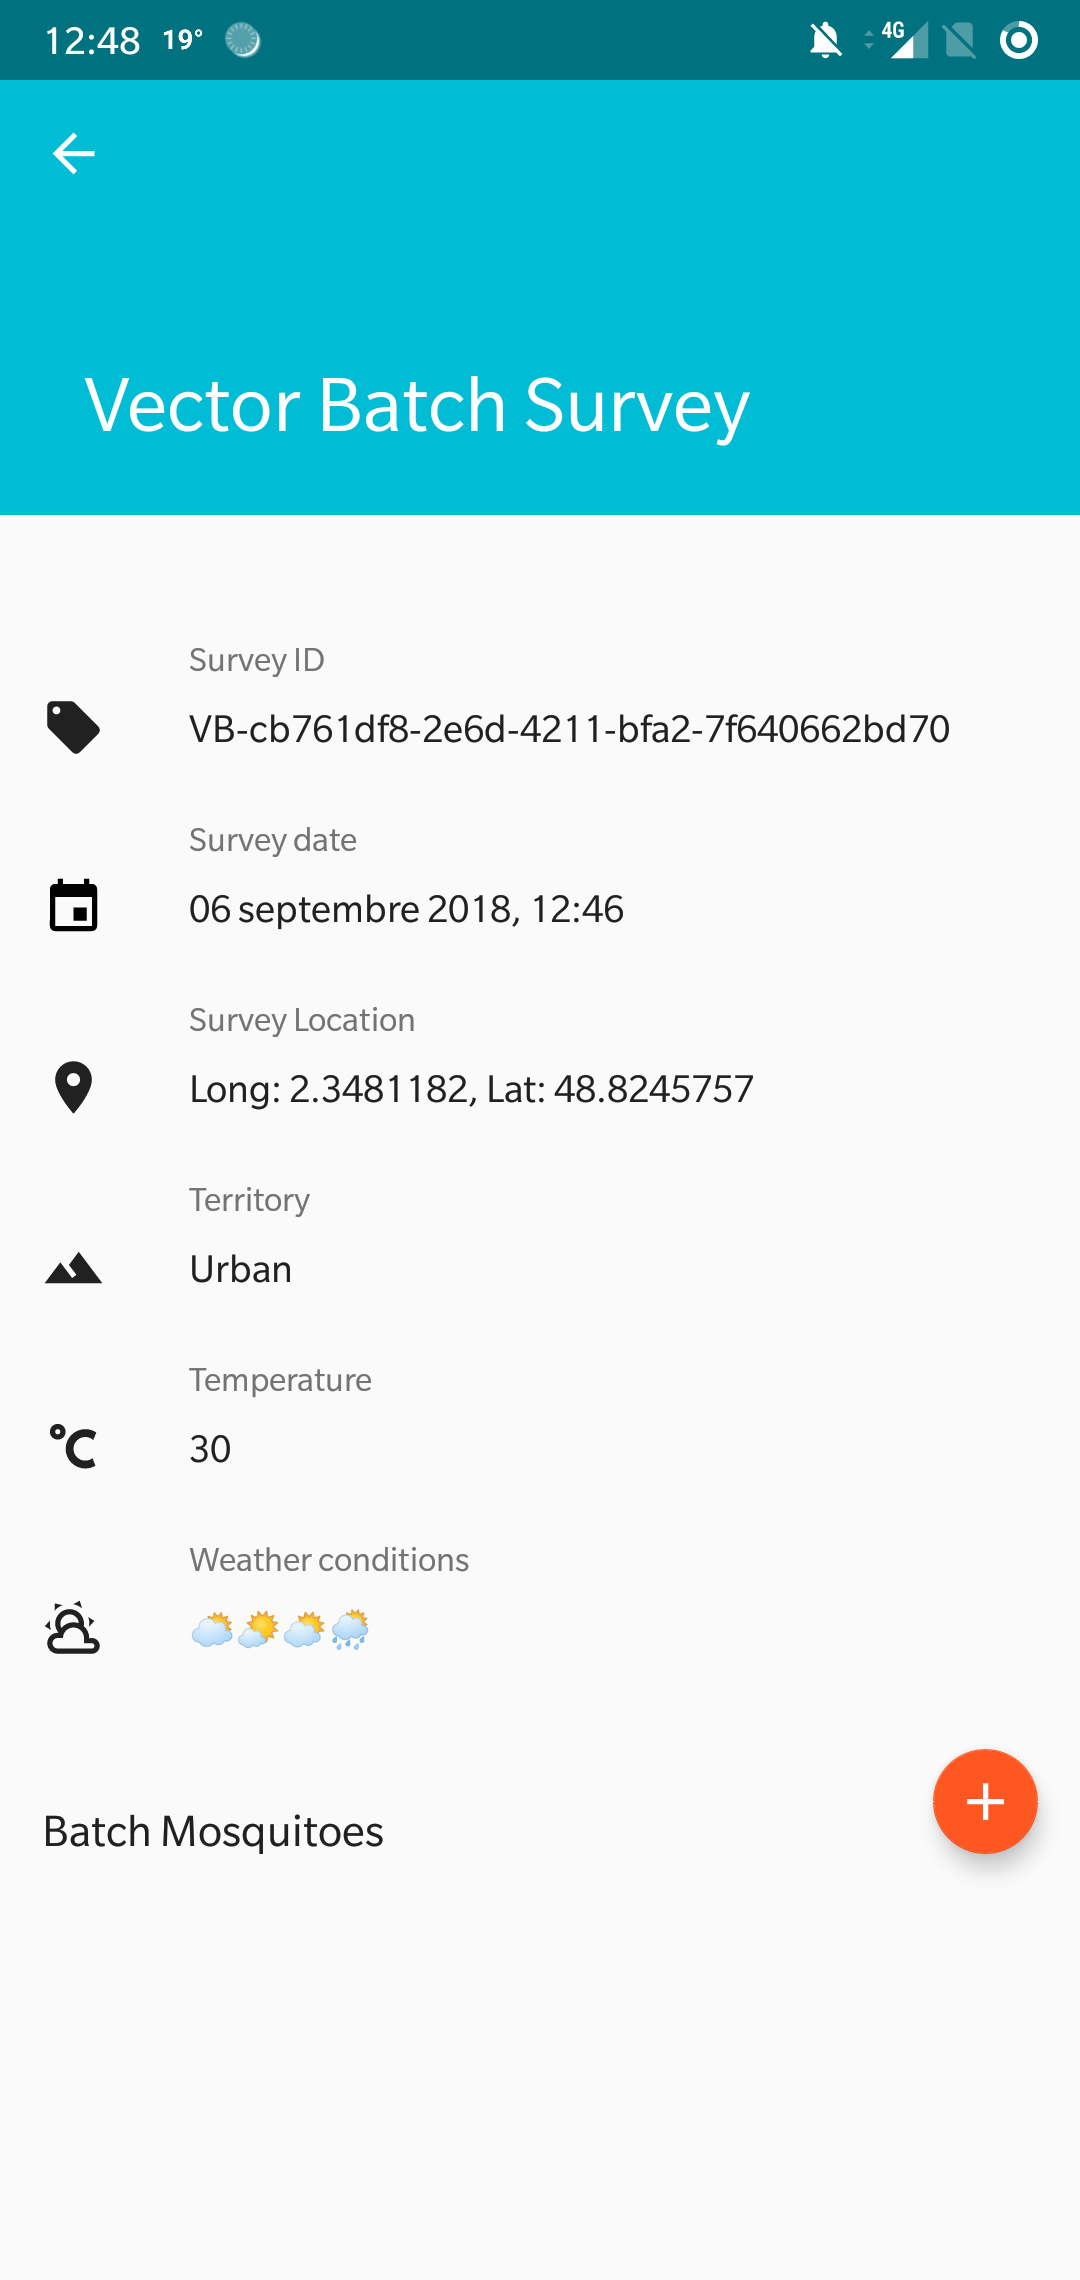 12:48 19° 4G
Vector Batch Survey
Survey ID
VB-cb761df8-2e6d-4211-bfa2-7f640662bd70
Survey date
06 septembre 2018, 12:46
Survey Location
Long: 2.3481182, Lat: 48.8245757
Territory
Urban
Temperature
°C 30
Weather conditions
Batch Mosquitoes